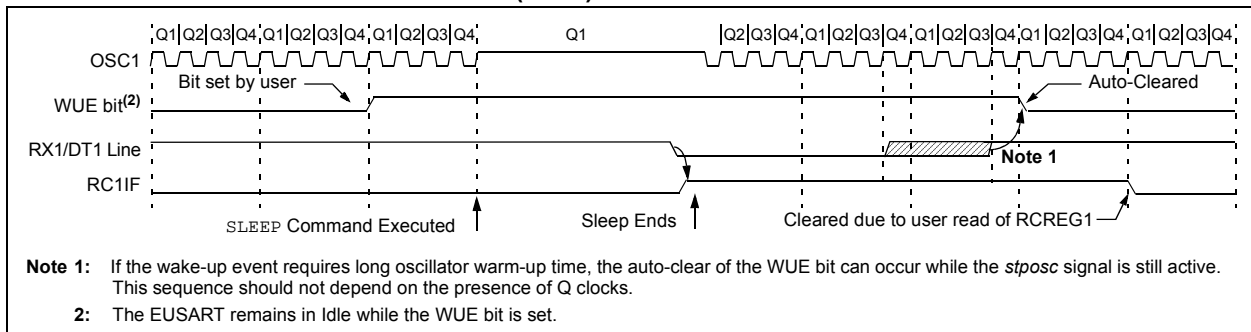 Q1|Q2|Q3|Q4 Q1|Q2|Q3|Q4 Q1|Q2|Q3|Q4 Q1 |Q2|Q3|Q4 Q1|Q2|Q3|Q4 Q1|Q2|Q3|Q4 Q1|Q2|Q3|Q4 Q1|Q2|Q3|Q4
OSC1
Bit set by user
Auto-Cleared
WUE bit(2)
RX1/DT1 Line
Note 1
RC1IF
SLEEP Command Executed
Sleep Ends
Cleared due to user read of RCREG1
Note 1: If the wake-up event requires long oscillator warm-up time, the auto-clear of the WUE bit can occur while the stposc signal is still active.
This sequence should not depend on the presence of Q clocks.
2: The EUSART remains in Idle while the WUE bit is set.